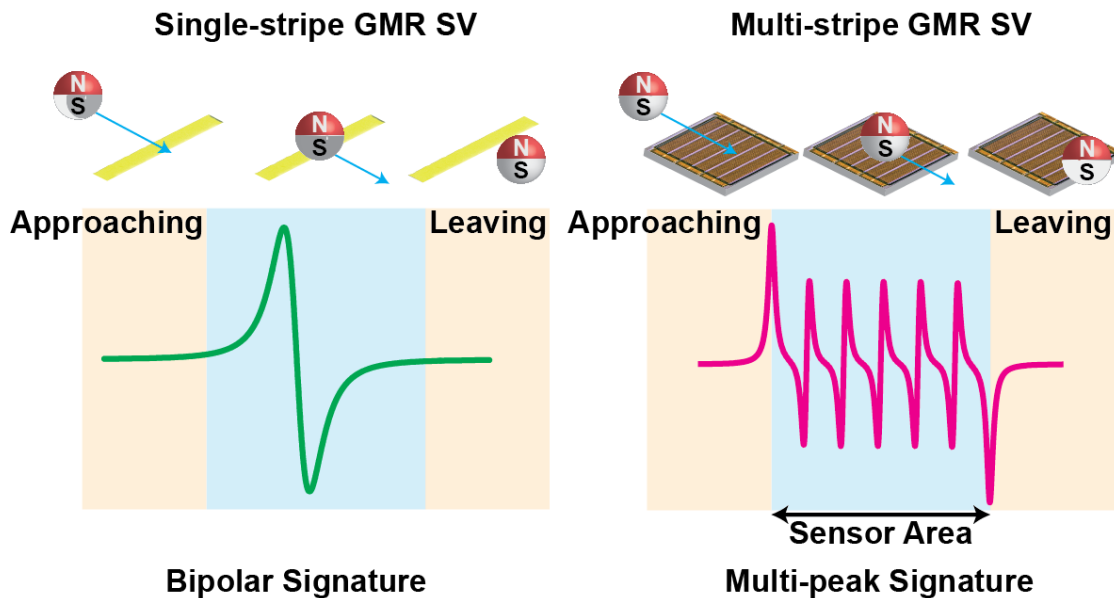 Single-stripe GMR SV
N
S
N
S
N
S
Approaching
Leaving
Bipolar Signature
Multi-stripe GMR SV
N
S
N
S
N
S
Approaching
Leaving
Sensor Area
Multi-peak Signature